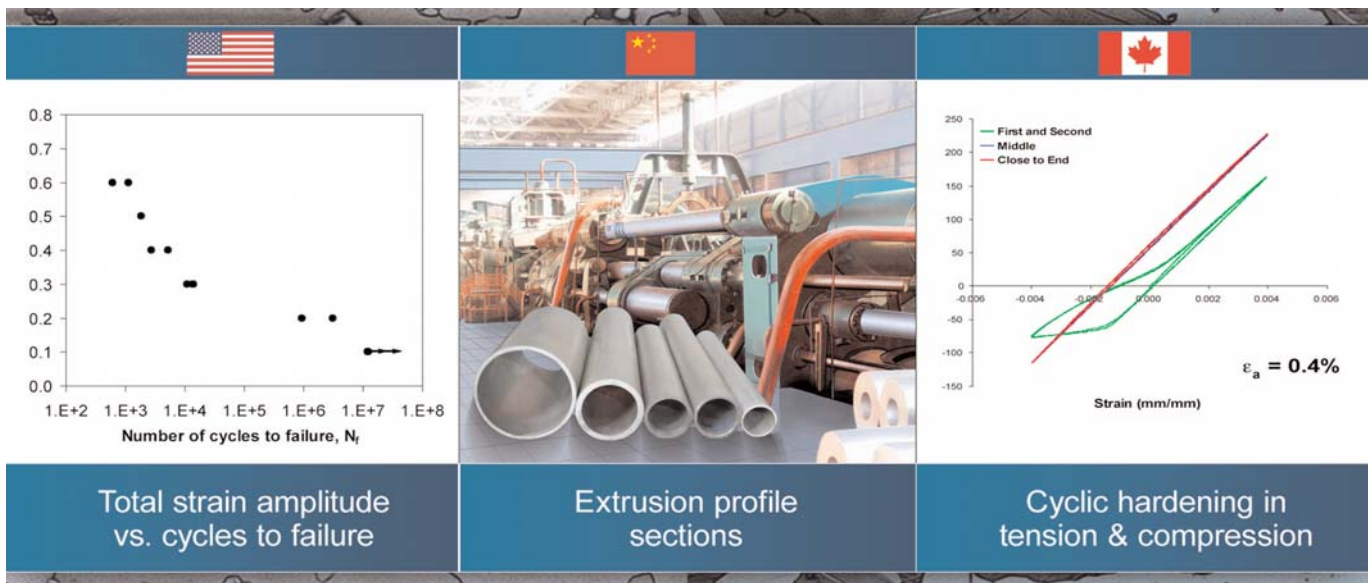 0.8
0.7
0.6
0.5
0.4
0.3
0.2
0.1
0.0
1.E+2 1.E+3 1.E+4 1.E+5 1.E+6 1.E+7 1.E+8
Number of cycles to failure, Nf
Total strain amplitude
vs. cycles to failure
Extrusion profile
sections
250
200
150
100
50
0
-50
-100
-150
-0.006 -0.004 -0.002 0.000 0.002 0.004 0.006
First and Second
Middle
Close to End
εa = 0.4%
Strain (mm/mm)
Cyclic hardening in
tension & compression